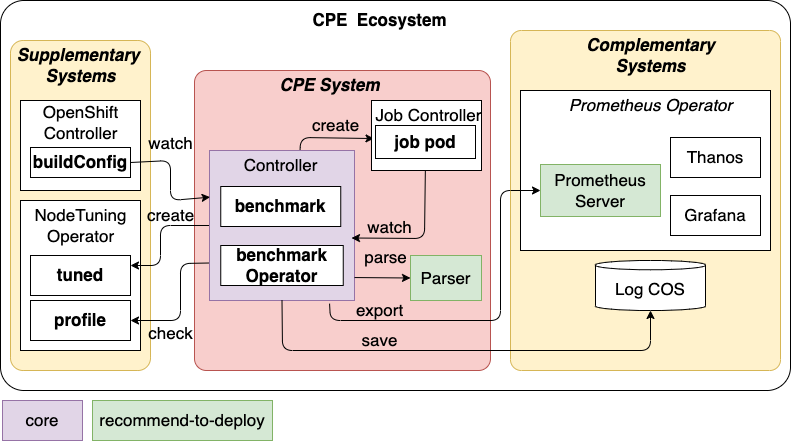 CPE Ecosystem
Supplementary
Systems
OpenShift
Controller
buildConfig
NodeTuning
Operator
tuned
profile
watch
create
check
CPE System
Controller
benchmark
benchmark
Operator
create
Job Controller
job pod
watch
parse
Parser
export
save
Complementary
Systems
Prometheus Operator
Prometheus
Server
Thanos
Grafana
Log COS
core
recommend-to-deploy